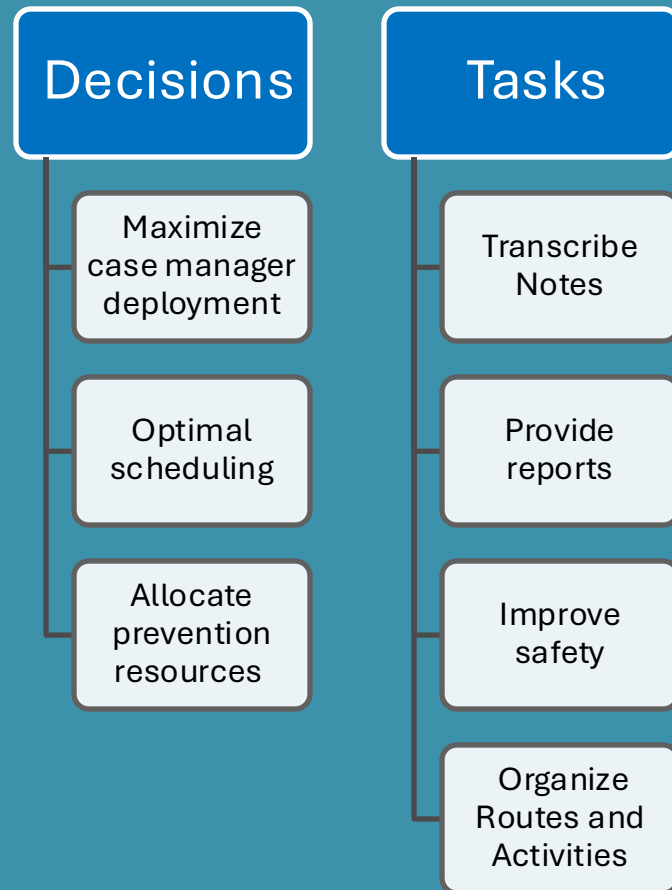 Decisions
Maximize
case manager
deployment
Optimal
scheduling
Allocate
prevention
resources
Tasks
Transcribe
Notes
Provide
reports
Improve
safety
Organize
Routes and
Activities